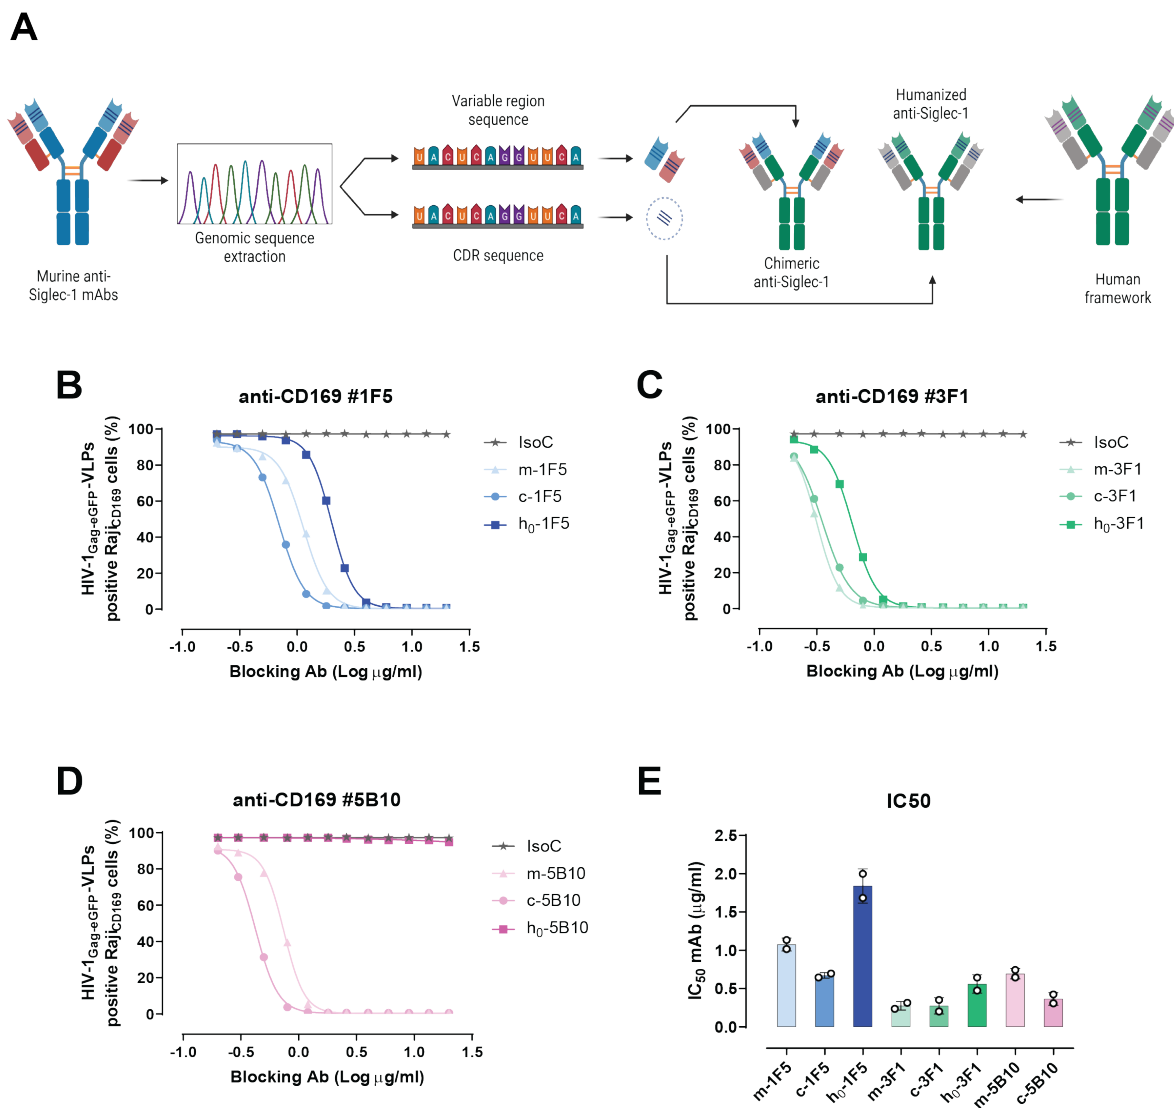 A
Murine anti-
Siglec-1 mAbs
Genomic sequence
extraction
Variable region
sequence
U A C U C A G G U U C A
U A C U C A G G U U C A
CDR sequence
Chimeric
anti-Siglec-1
Humanized
anti-Siglec-1
Human
framework
B
anti-CD169 #1F5
HIV-1Gag-eGFP-VLPs
positive RajiCD169 cells (%)
100
80
60
40
20
0
-1.0 -0.5 0.0 0.5 1.0 1.5
Blocking Ab (Log µg/ml)
IsoC
m-1F5
c-1F5
h0-1F5
C
anti-CD169 #3F1
HIV-1Gag-eGFP-VLPs
positive RajiCD169 cells (%)
100
80
60
40
20
0
-1.0 -0.5 0.0 0.5 1.0 1.5
Blocking Ab (Log µg/ml)
IsoC
m-3F1
c-3F1
h0-3F1
D
anti-CD169 #5B10
HIV-1Gag-eGFP-VLPs
positive RajiCD169 cells (%)
100
80
60
40
20
0
-1.0 -0.5 0.0 0.5 1.0 1.5
Blocking Ab (Log µg/ml)
IsoC
m-5B10
c-5B10
h0-5B10
E
IC50
IC50 mAb (µg/ml)
2.5
2.0
1.5
1.0
0.5
0.0
m-1F5
c-1F5
h0-1F5
m-3F1
c-3F1
h0-3F1
m-5B10
c-5B10